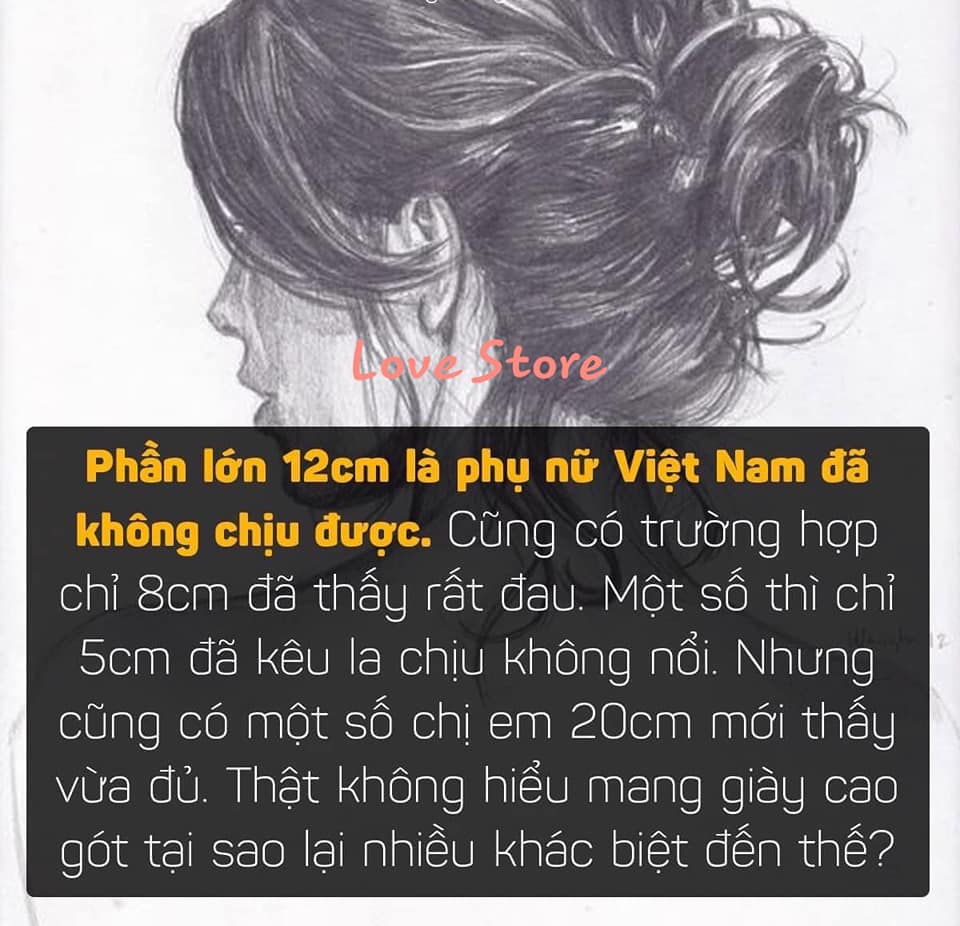 Love Store
Phần lớn 12cm là phụ nữ Việt Nam đã
không chịu được. Cũng có trường hợp
chỉ 8cm đã thấy rất đau. Một số thì chỉ
5cm đã kêu la chịu không nổi. Nhưng
cũng có một số chị em 20cm mới thấy
vừa đủ. Thật không hiểu mang giày cao
gót tại sao lại nhiều khác biệt đến thế?